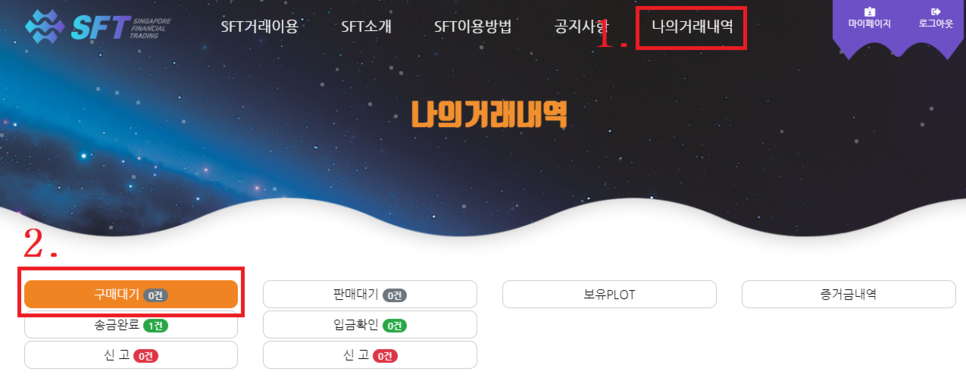 SFT SINGAPORE
FINANCIAL
TRADING
SFT거래이용 SFT소개 SFT이용방법 공지사항 1. 나의거래내역 마이페이지 로그아웃
나의거래내역
2.
구매대기 0건 판매대기 0건 보유PLOT 증거금내역
송금완료 1건 입금확인 0건
신 고 0건 신 고 0건